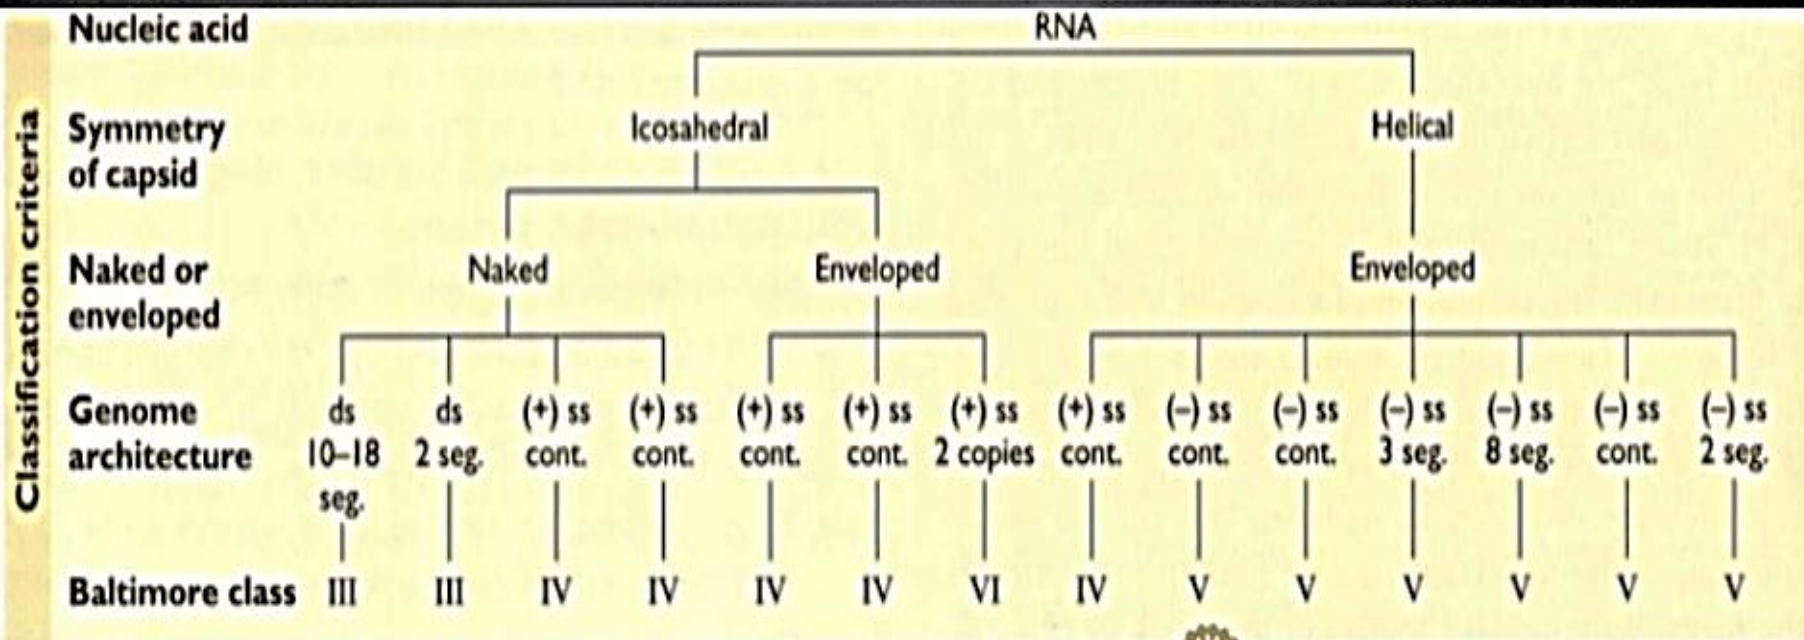 Classification criteria
Nucleic acid RNA
Symmetry of capsid Icosahedral Helical
Naked or enveloped Naked Enveloped Enveloped
Genome architecture
ds 10–18 seg.
ds 2 seg.
(+) ss cont.
(+) ss cont.
(+) ss cont.
(+) ss cont.
(+) ss 2 copies
(+) ss cont.
(–) ss cont.
(–) ss cont.
(–) ss 3 seg.
(–) ss 8 seg.
(–) ss cont.
(–) ss 2 seg.
Baltimore class III III IV IV IV IV VI IV V V V V V V